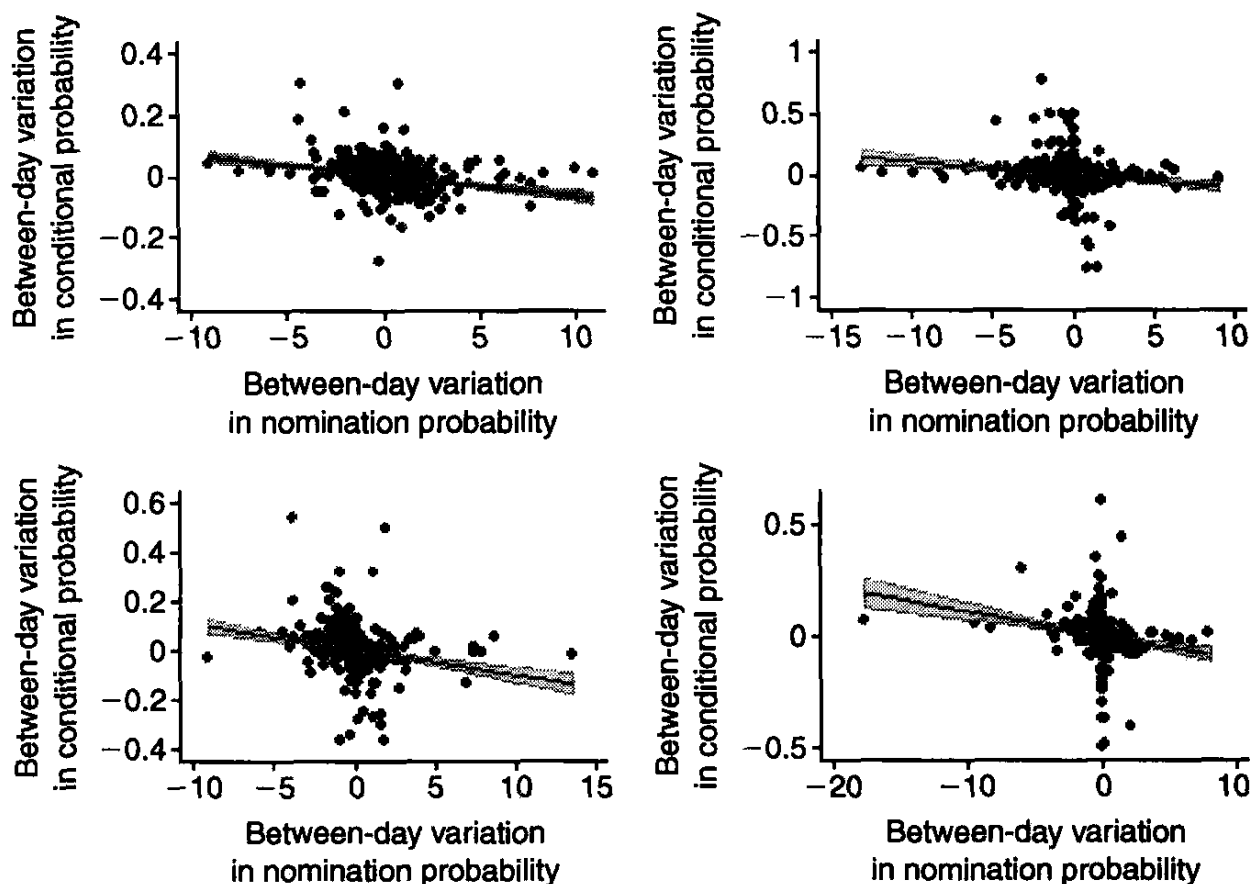 Between-day variation
in conditional probability
0.4
0.2
0
−0.2
−0.4
−10
−5
0
5
10
Between-day variation
in nomination probability
Between-day variation
in conditional probability
1
0.5
0
−0.5
−1
−15
−10
−5
0
5
10
Between-day variation
in nomination probability
Between-day variation
in conditional probability
0.6
0.4
0.2
0
−0.2
−0.4
−10
−5
0
5
10
15
Between-day variation
in nomination probability
Between-day variation
in conditional probability
0.5
0
−0.5
−20
−10
0
10
Between-day variation
in nomination probability